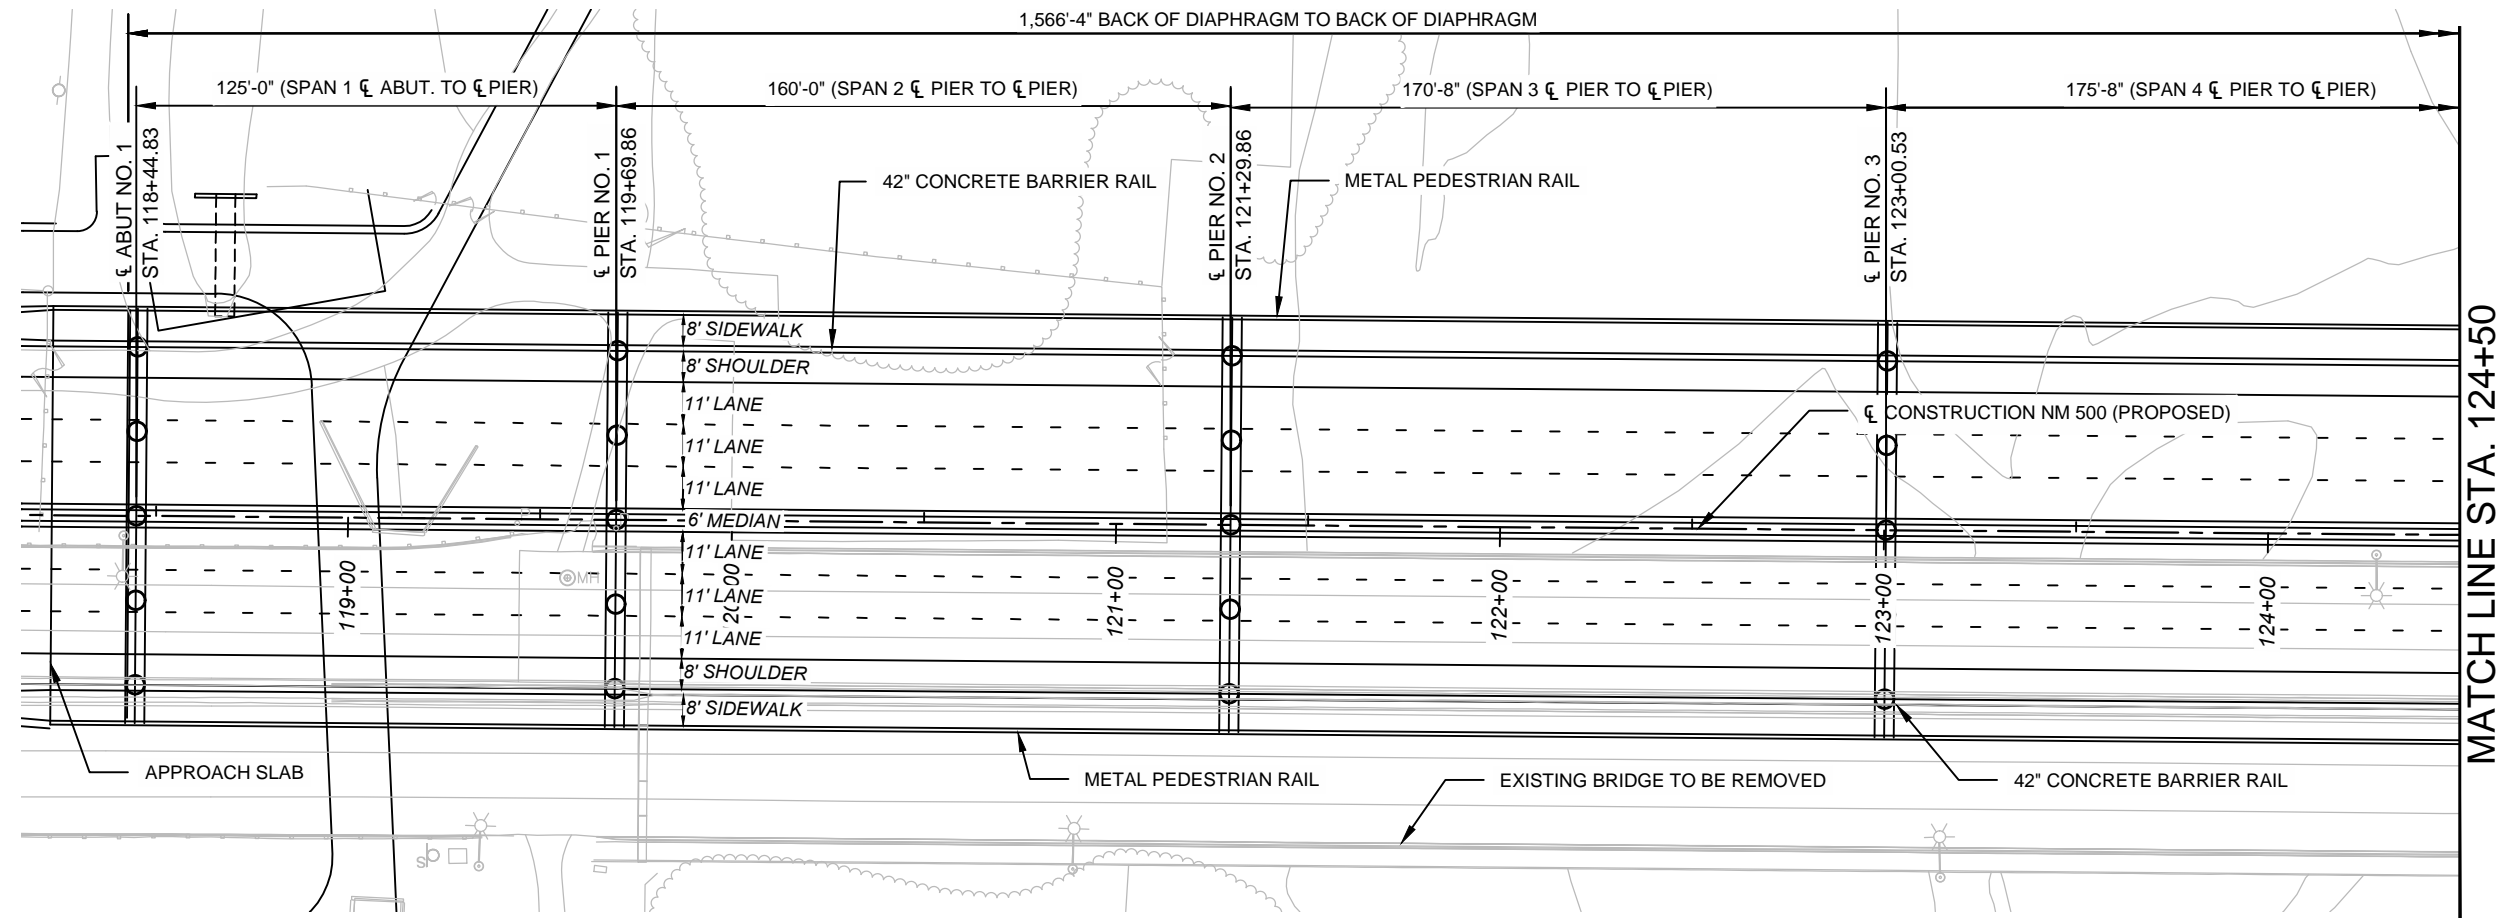 1,566'-4" BACK OF DIAPHRAGM TO BACK OF DIAPHRAGM
125'-0" (SPAN 1 ℄ ABUT. TO ℄ PIER)
160'-0" (SPAN 2 ℄ PIER TO ℄ PIER)
170'-8" (SPAN 3 ℄ PIER TO ℄ PIER)
175'-8" (SPAN 4 ℄ PIER TO ℄ PIER)
℄ ABUT NO. 1
STA. 118+44.83
℄ PIER NO. 1
STA. 119+69.86
℄ PIER NO. 2
STA. 121+29.86
℄ PIER NO. 3
STA. 123+00.53
42" CONCRETE BARRIER RAIL
METAL PEDESTRIAN RAIL
8' SIDEWALK
8' SHOULDER
11' LANE
11' LANE
11' LANE
6' MEDIAN
11' LANE
11' LANE
11' LANE
8' SHOULDER
8' SIDEWALK
℄ CONSTRUCTION NM 500 (PROPOSED)
MH
119+00
121+00
122+00
123+00
124+00
MATCH LINE STA. 124+50
APPROACH SLAB
METAL PEDESTRIAN RAIL
EXISTING BRIDGE TO BE REMOVED
42" CONCRETE BARRIER RAIL